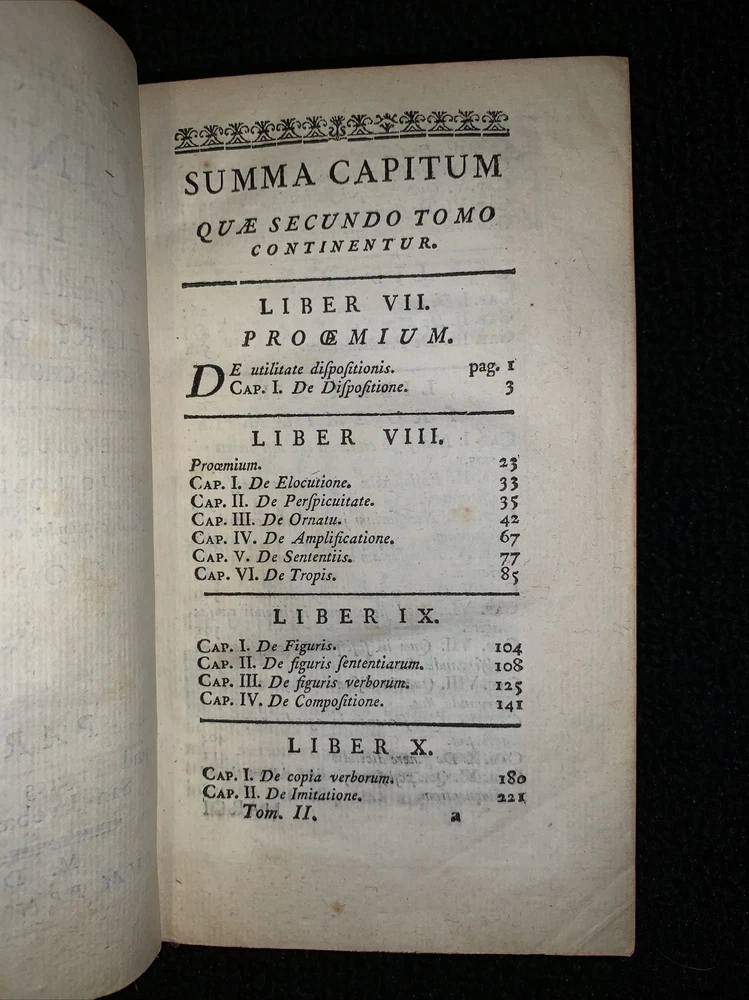 SUMMA CAPITUM
QUÆ SECUNDO TOMO
CONTINENTUR.
LIBER VII.
PROŒMIUM.
DE utilitate diſpoſitionis. pag. 1
CAP. I. De Diſpoſitione. 3
LIBER VIII.
Proœmium. 23
CAP. I. De Elocutione. 33
CAP. II. De Perſpicuitate. 35
CAP. III. De Ornatu. 42
CAP. IV. De Amplificatione. 67
CAP. V. De Sententiis. 77
CAP. VI. De Tropis. 85
LIBER IX.
CAP. I. De Figuris. 104
CAP. II. De figuris ſententiarum. 108
CAP. III. De figuris verborum. 125
CAP. IV. De Compoſitione. 141
LIBER X.
CAP. I. De copia verborum. 180
CAP. II. De Imitatione. 221
Tom. II. a